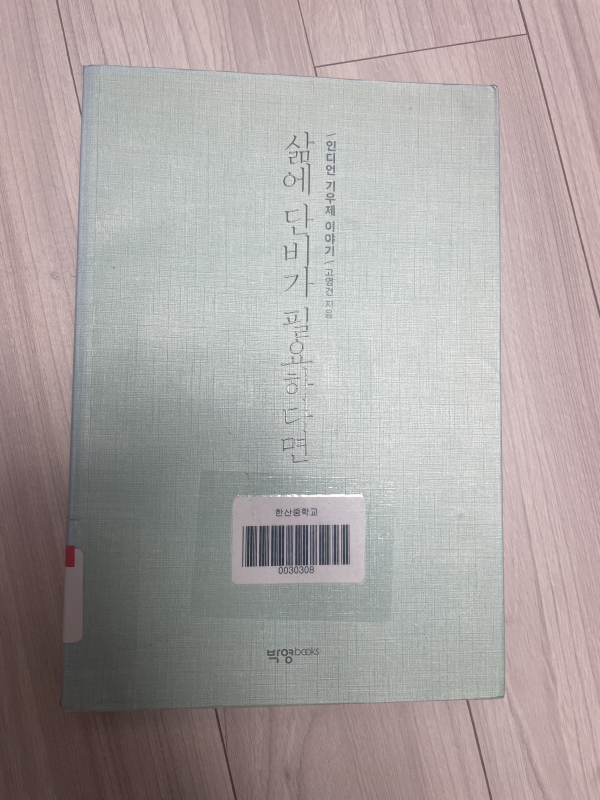 삶에 단비가 필요하다면
/인디언 기우제 이야기/ 고영건 지음
한산중학교
0030308
박영books